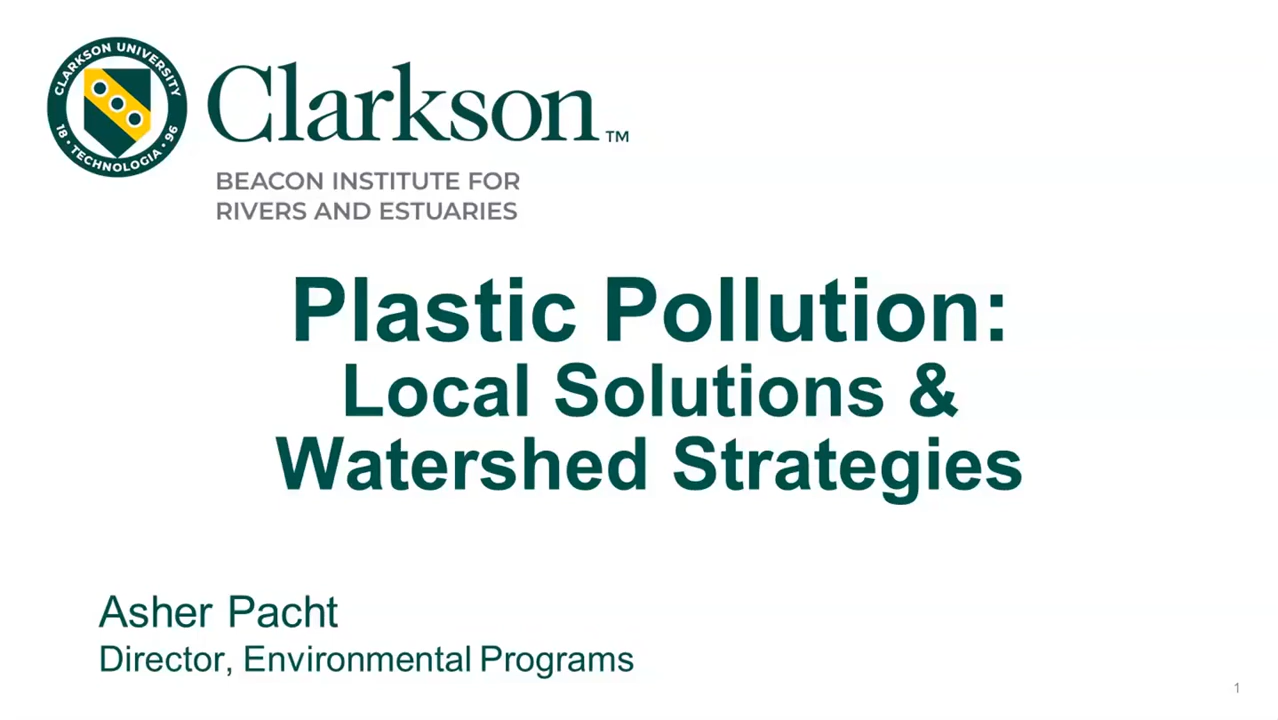 CLARKSON UNIVERSITY
18 • TECHNOLOGIA • 96
Clarkson™
BEACON INSTITUTE FOR
RIVERS AND ESTUARIES
Plastic Pollution:
Local Solutions &
Watershed Strategies
Asher Pacht
Director, Environmental Programs
1